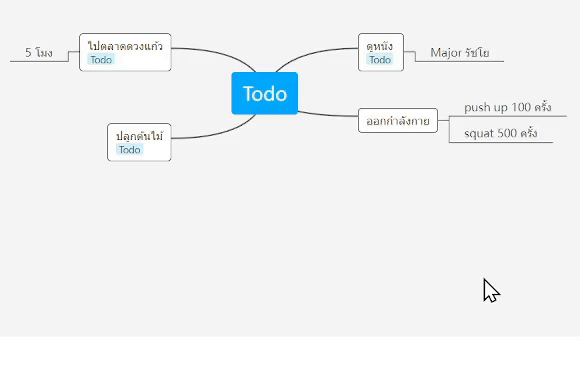 5 โมง
ไปตลาดดวงแก้ว
Todo
ดูหนัง
Todo
Major รัชโย
Todo
push up 100 ครั้ง
ออกกำลังกาย
squat 500 ครั้ง
ปลูกต้นไม้
Todo